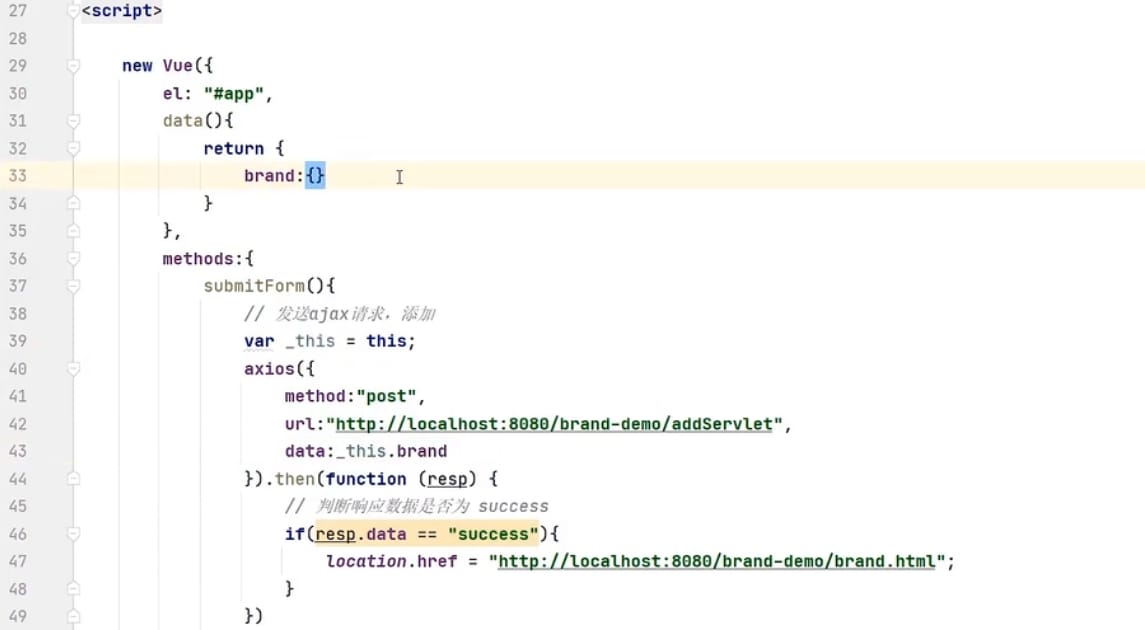 27 <script>
28
29 new Vue({
30 el: "#app",
31 data(){
32 return {
33 brand:{}
34 }
35 },
36 methods:{
37 submitForm(){
38 // 发送ajax请求，添加
39 var _this = this;
40 axios({
41 method:"post",
42 url:"http://localhost:8080/brand-demo/addServlet",
43 data:_this.brand
44 }).then(function (resp) {
45 // 判断响应数据是否为 success
46 if(resp.data == "success"){
47 location.href = "http://localhost:8080/brand-demo/brand.html";
48 }
49 })